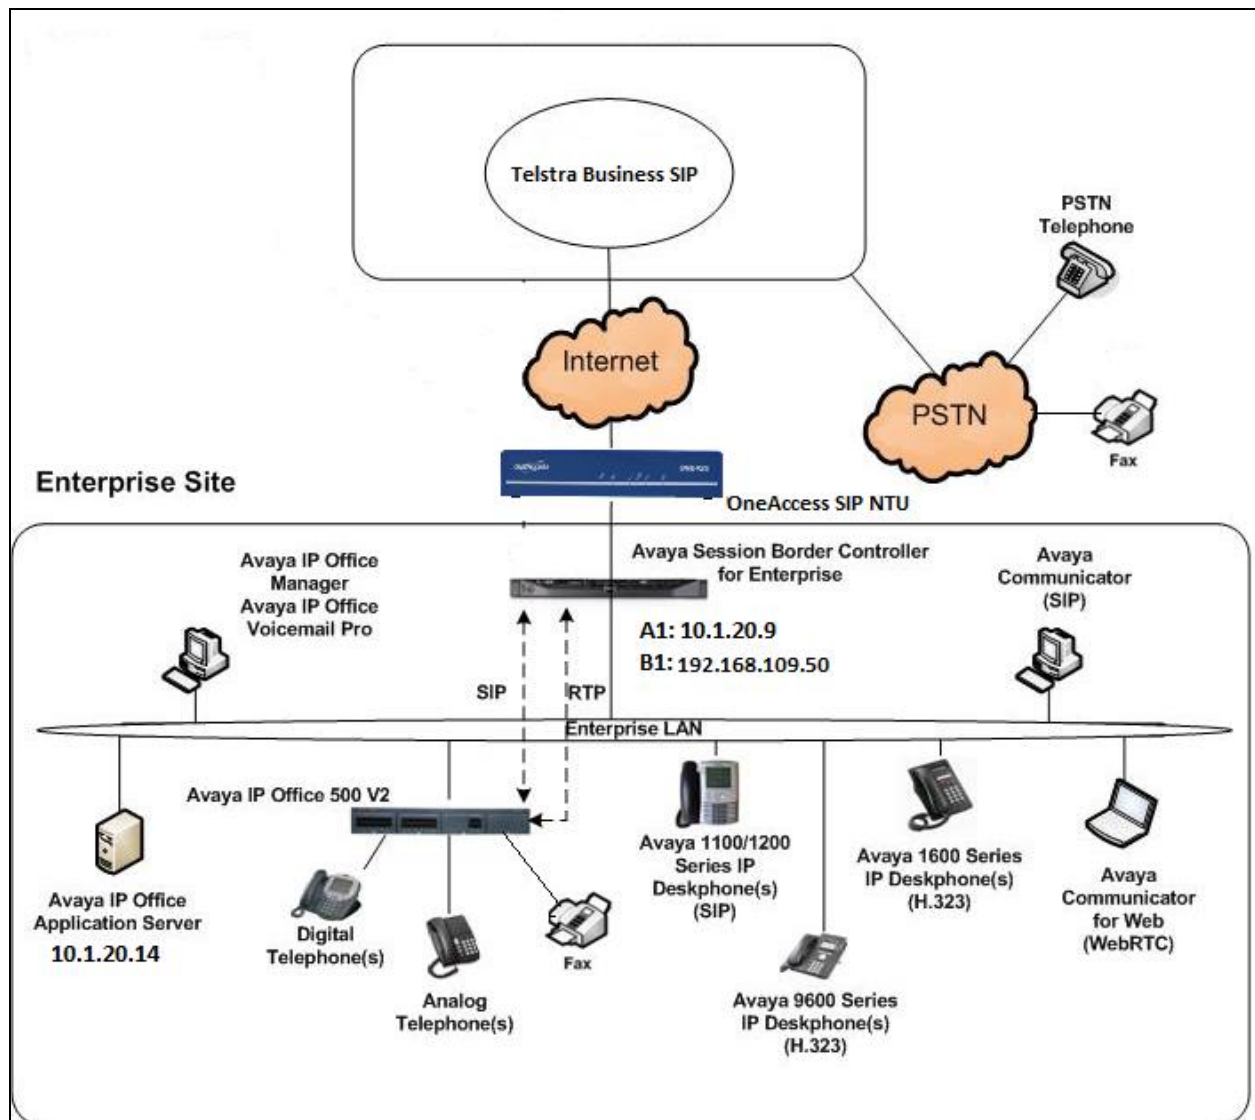 Telstra Business SIP
PSTN
Telephone
Internet
PSTN
Fax
Enterprise Site
OneAccess SIP NTU
Avaya IP Office
Manager
Avaya IP Office
Voicemail Pro
Avaya Session Border Controller
for Enterprise
Avaya
Communicator
(SIP)
A1: 10.1.20.9
B1: 192.168.109.50
SIP
RTP
Enterprise LAN
Avaya IP Office 500 V2
Avaya IP Office
Application Server
10.1.20.14
Digital
Telephone(s)
Analog
Telephone(s)
Fax
Avaya 1100/1200
Series IP
Deskphone(s)
(SIP)
Avaya 9600 Series
IP Deskphone(s)
(H.323)
Avaya 1600 Series
IP Deskphone(s)
(H.323)
Avaya
Communicator
for Web
(WebRTC)